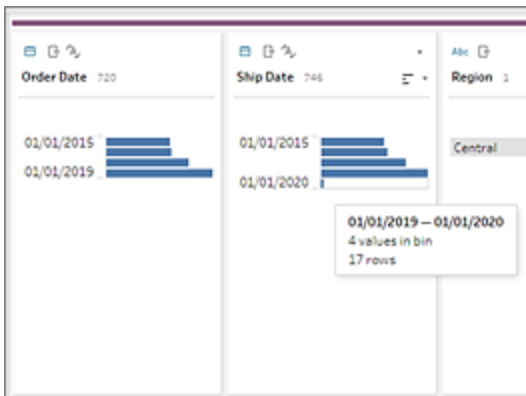 Order Date 720
01/01/2015
01/01/2019
Ship Date 746
01/01/2015
01/01/2020
01/01/2019 — 01/01/2020
4 values in bin
17 rows
Abc
Region 1
Central